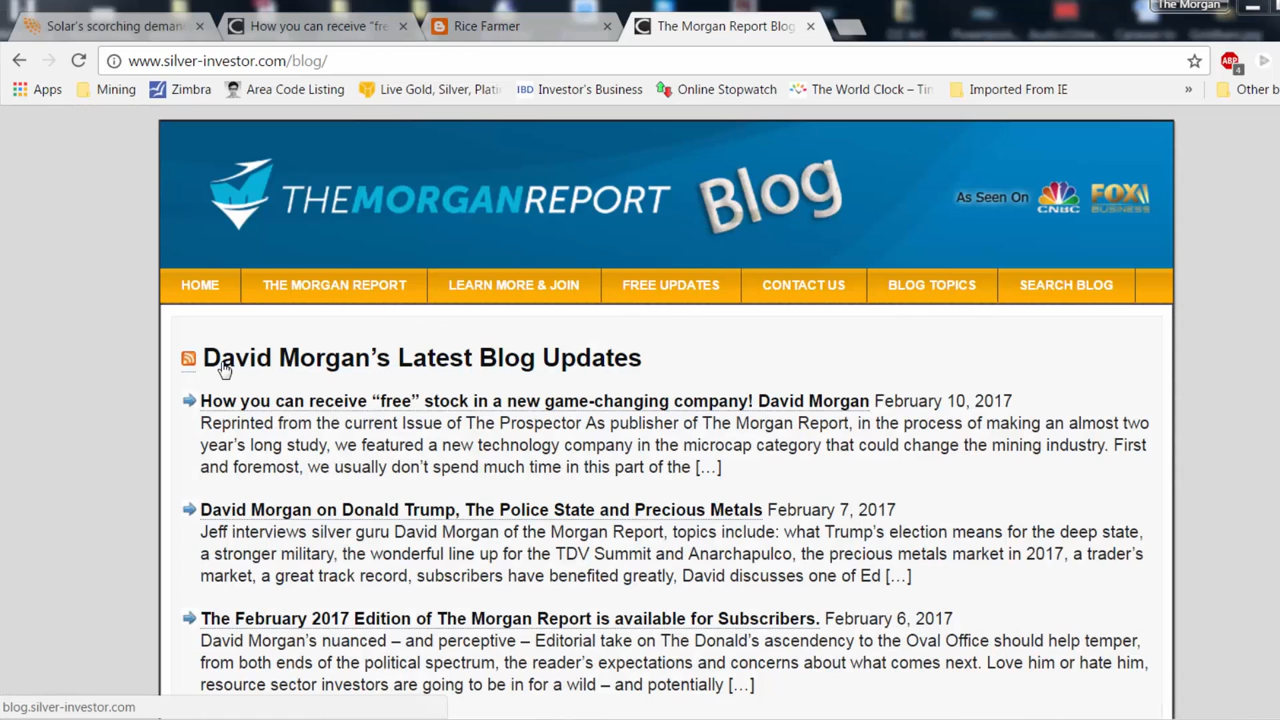 Solar's scorching deman
How you can receive “fre
Rice Farmer
The Morgan Report Blog
The Morgan
www.silver-investor.com/blog/
ABP
4
Apps
Mining
Zimbra
Area Code Listing
Live Gold, Silver, Plati
IBD Investor's Business
Online Stopwatch
The World Clock – Tim
Imported From IE
»
Other b
THEMORGANREPORT
Blog
As Seen On
CNBC
FOX
BUSINESS
HOME
THE MORGAN REPORT
LEARN MORE & JOIN
FREE UPDATES
CONTACT US
BLOG TOPICS
SEARCH BLOG
David Morgan’s Latest Blog Updates
How you can receive “free” stock in a new game-changing company! David Morgan February 10, 2017
Reprinted from the current Issue of The Prospector As publisher of The Morgan Report, in the process of making an almost two
year’s long study, we featured a new technology company in the microcap category that could change the mining industry. First
and foremost, we usually don’t spend much time in this part of the […]
David Morgan on Donald Trump, The Police State and Precious Metals February 7, 2017
Jeff interviews silver guru David Morgan of the Morgan Report, topics include: what Trump’s election means for the deep state,
a stronger military, the wonderful line up for the TDV Summit and Anarchapulco, the precious metals market in 2017, a trader’s
market, a great track record, subscribers have benefited greatly, David discusses one of Ed […]
The February 2017 Edition of The Morgan Report is available for Subscribers. February 6, 2017
David Morgan’s nuanced – and perceptive – Editorial take on The Donald’s ascendency to the Oval Office should help temper,
from both ends of the political spectrum, the reader’s expectations and concerns about what comes next. Love him or hate him,
resource sector investors are going to be in for a wild – and potentially […]
blog.silver-investor.com